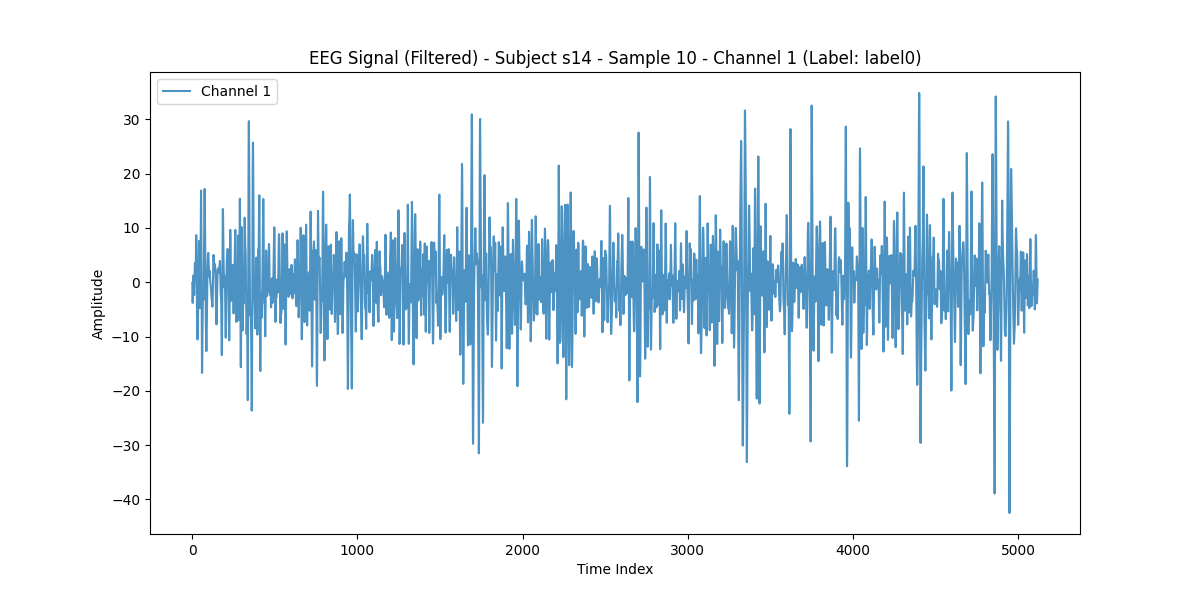 EEG Signal (Filtered) - Subject s14 - Sample 10 - Channel 1 (Label: label0)
Channel 1
30
20
10
0
−10
−20
−30
−40
Amplitude
0 1000 2000 3000 4000 5000
Time Index